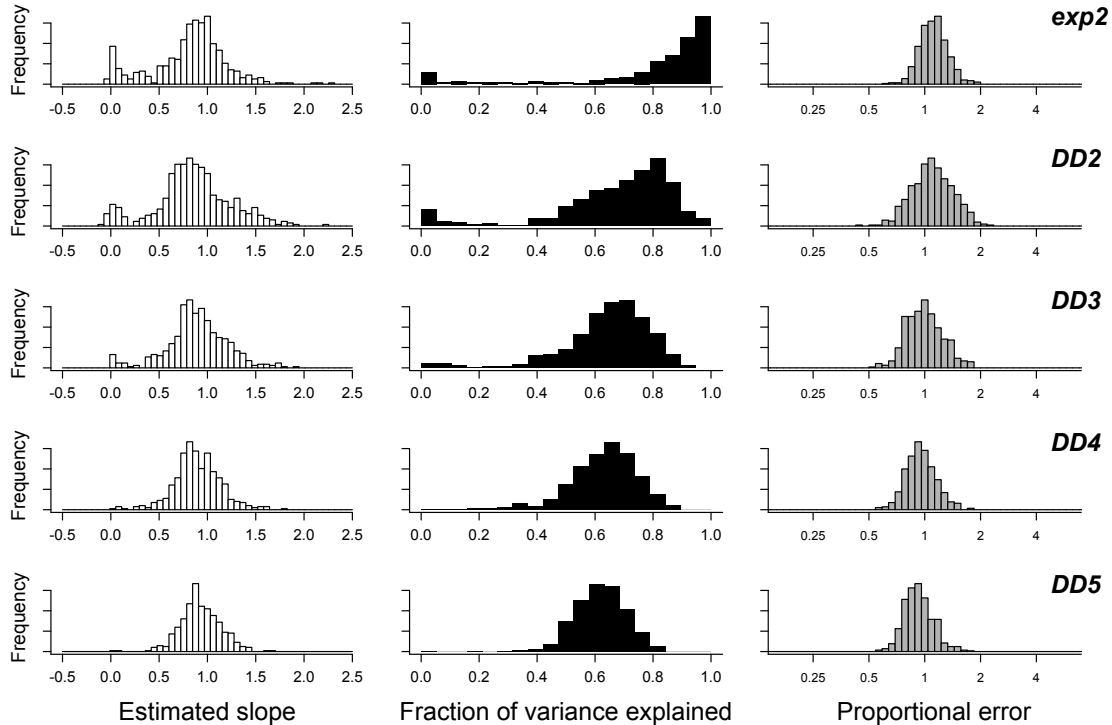 exp2
Frequency
-0.5 0.0 0.5 1.0 1.5 2.0 2.5
0.0 0.2 0.4 0.6 0.8 1.0
0.25 0.5 1 2 4
DD2
Frequency
-0.5 0.0 0.5 1.0 1.5 2.0 2.5
0.0 0.2 0.4 0.6 0.8 1.0
0.25 0.5 1 2 4
DD3
Frequency
-0.5 0.0 0.5 1.0 1.5 2.0 2.5
0.0 0.2 0.4 0.6 0.8 1.0
0.25 0.5 1 2 4
DD4
Frequency
-0.5 0.0 0.5 1.0 1.5 2.0 2.5
0.0 0.2 0.4 0.6 0.8 1.0
0.25 0.5 1 2 4
DD5
Frequency
-0.5 0.0 0.5 1.0 1.5 2.0 2.5
0.0 0.2 0.4 0.6 0.8 1.0
0.25 0.5 1 2 4
Estimated slope
Fraction of variance explained
Proportional error